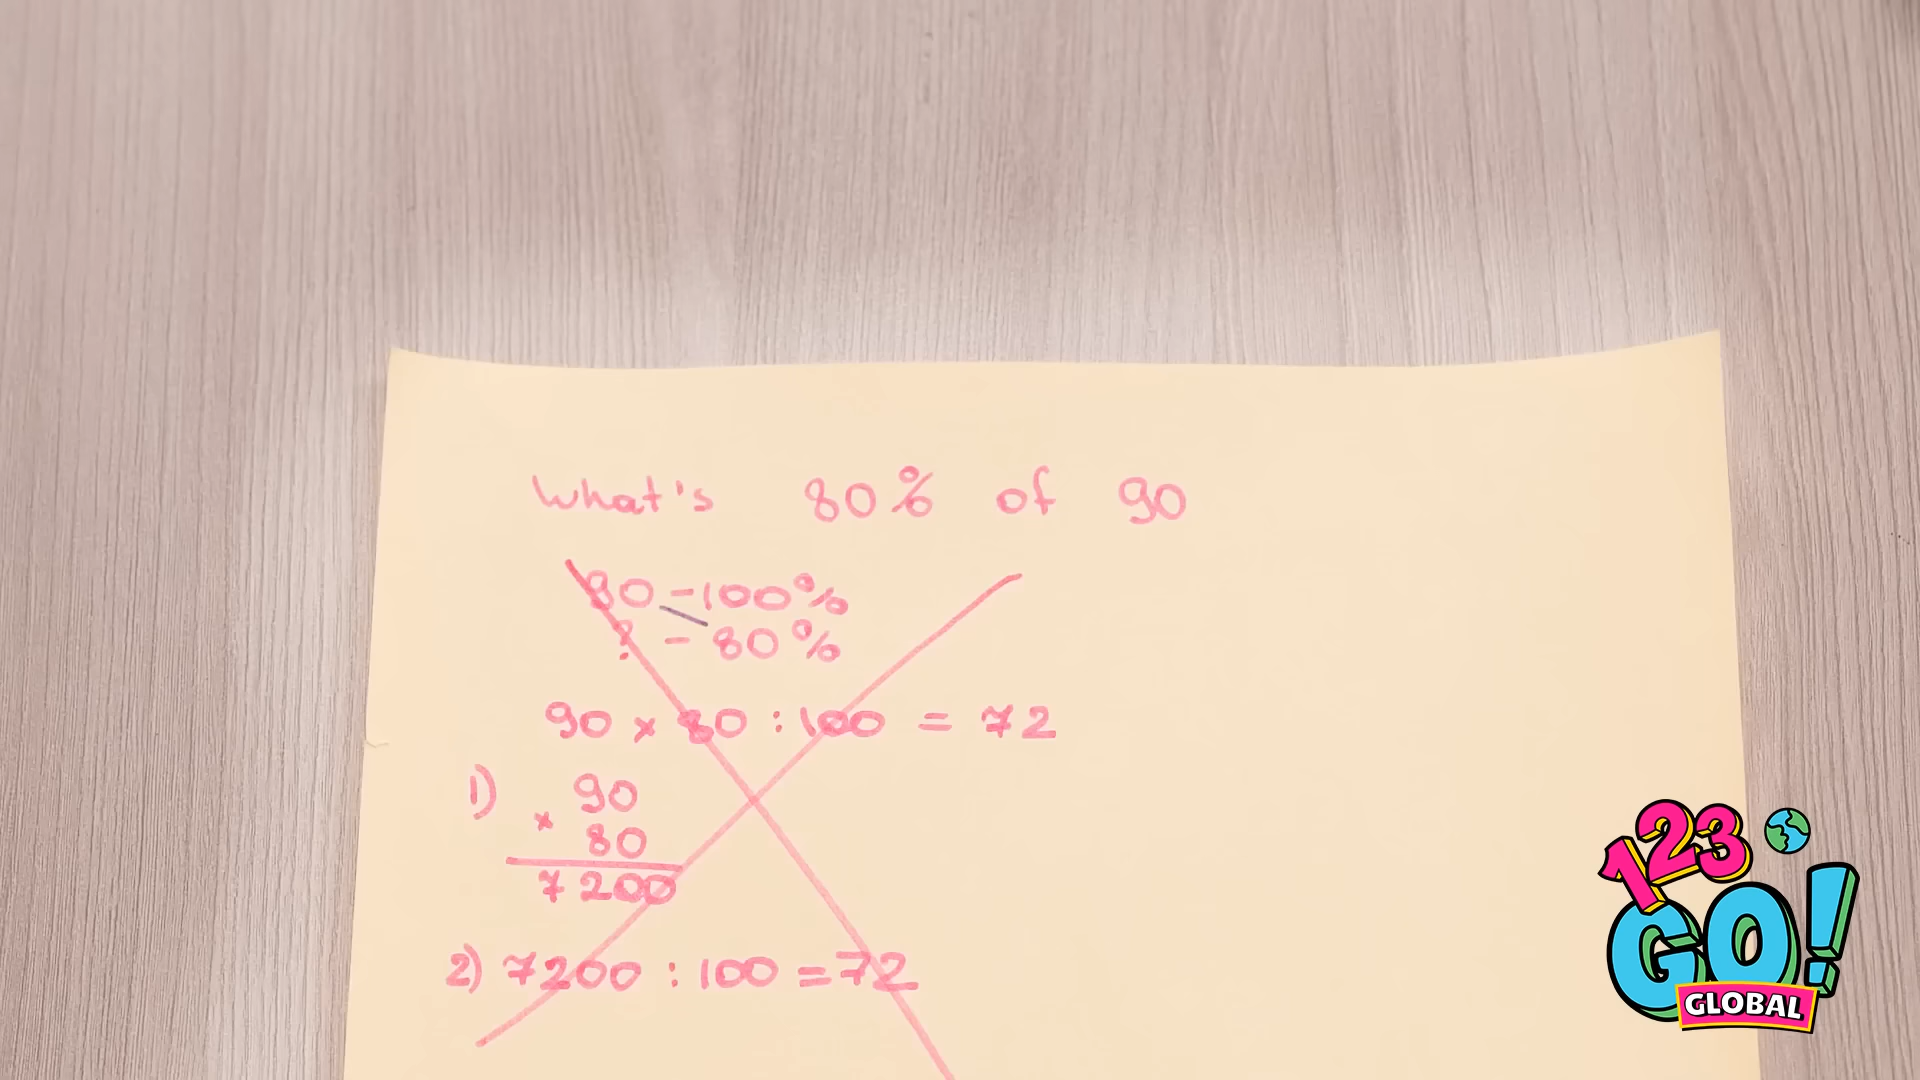 What's 80% of 90
90 - 100%
? - 80%
90 x 80 : 100 = 72
1) 90
x 80
7200
2) 7200 : 100 = 72
123
GO!
GLOBAL